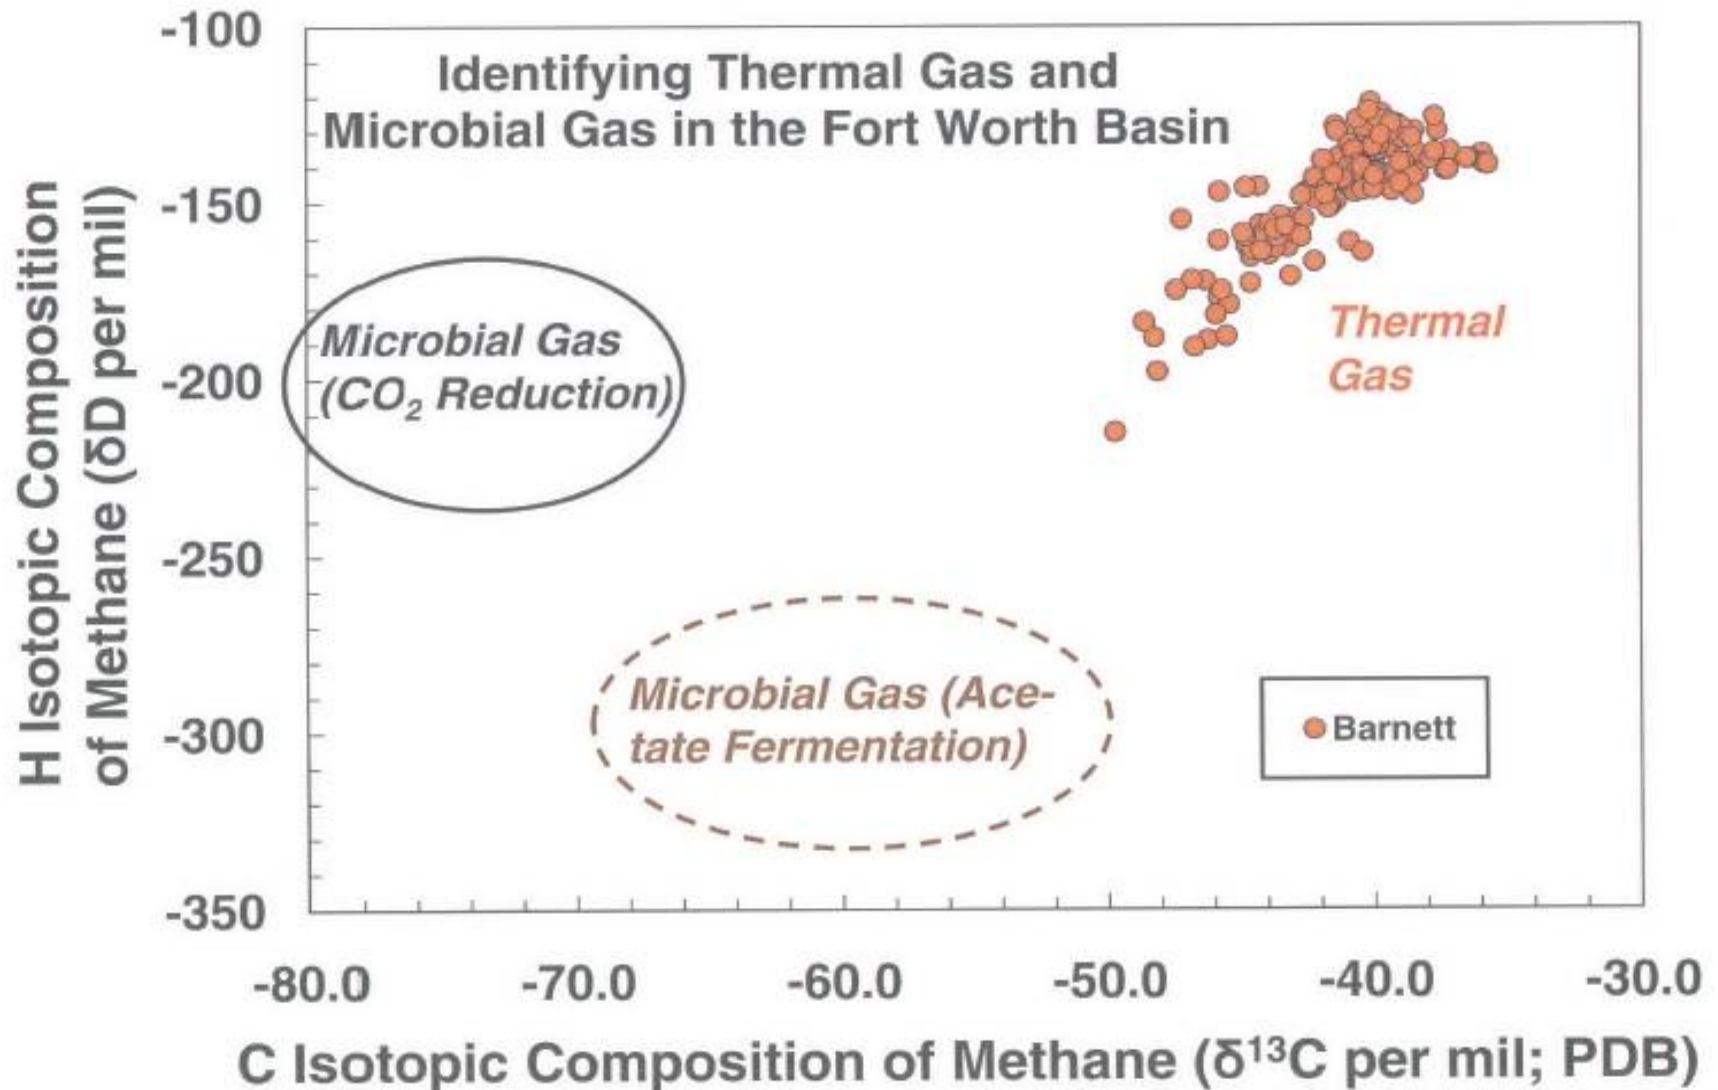 Identifying Thermal Gas and
Microbial Gas in the Fort Worth Basin
H Isotopic Composition
of Methane (δD per mil)
-100
-150
-200
-250
-300
-350
Microbial Gas
(CO₂ Reduction)
Thermal
Gas
Microbial Gas (Ace-
tate Fermentation)
Barnett
-80.0 -70.0 -60.0 -50.0 -40.0 -30.0
C Isotopic Composition of Methane (δ¹³C per mil; PDB)